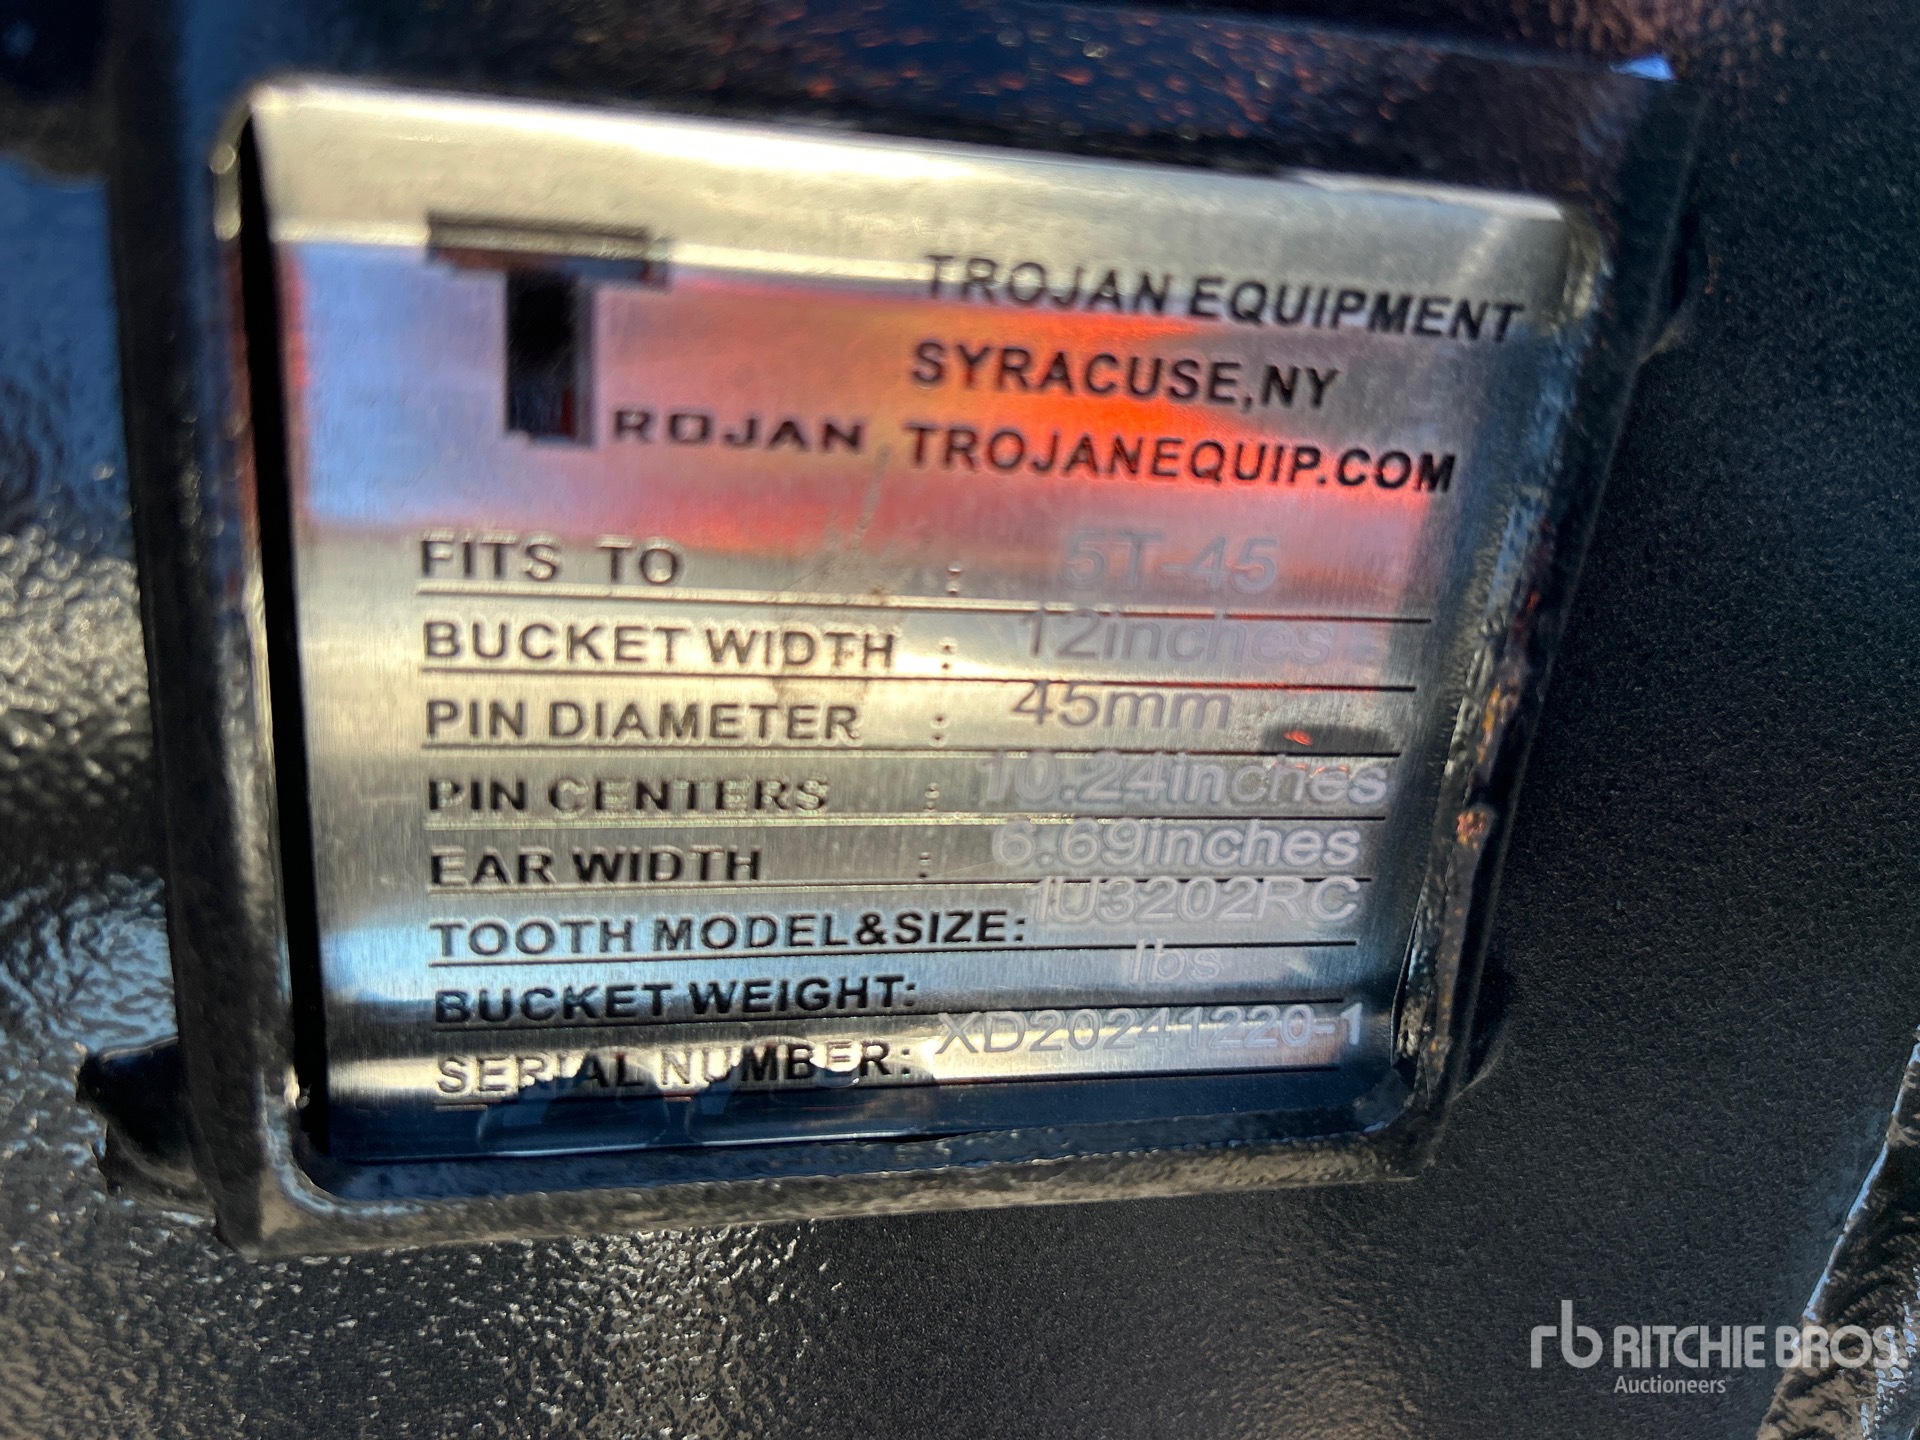 TROJAN
TROJAN EQUIPMENT
SYRACUSE,NY
TROJANEQUIP.COM
FITS TO : 5T-45
BUCKET WIDTH : 12inches
PIN DIAMETER : 45mm
PIN CENTERS : 10.24inches
EAR WIDTH : 6.69inches
TOOTH MODEL&SIZE: 1U3202RC
BUCKET WEIGHT: lbs
SERIAL NUMBER: XD20241220-1
rb RITCHIE BROS
Auctioneers